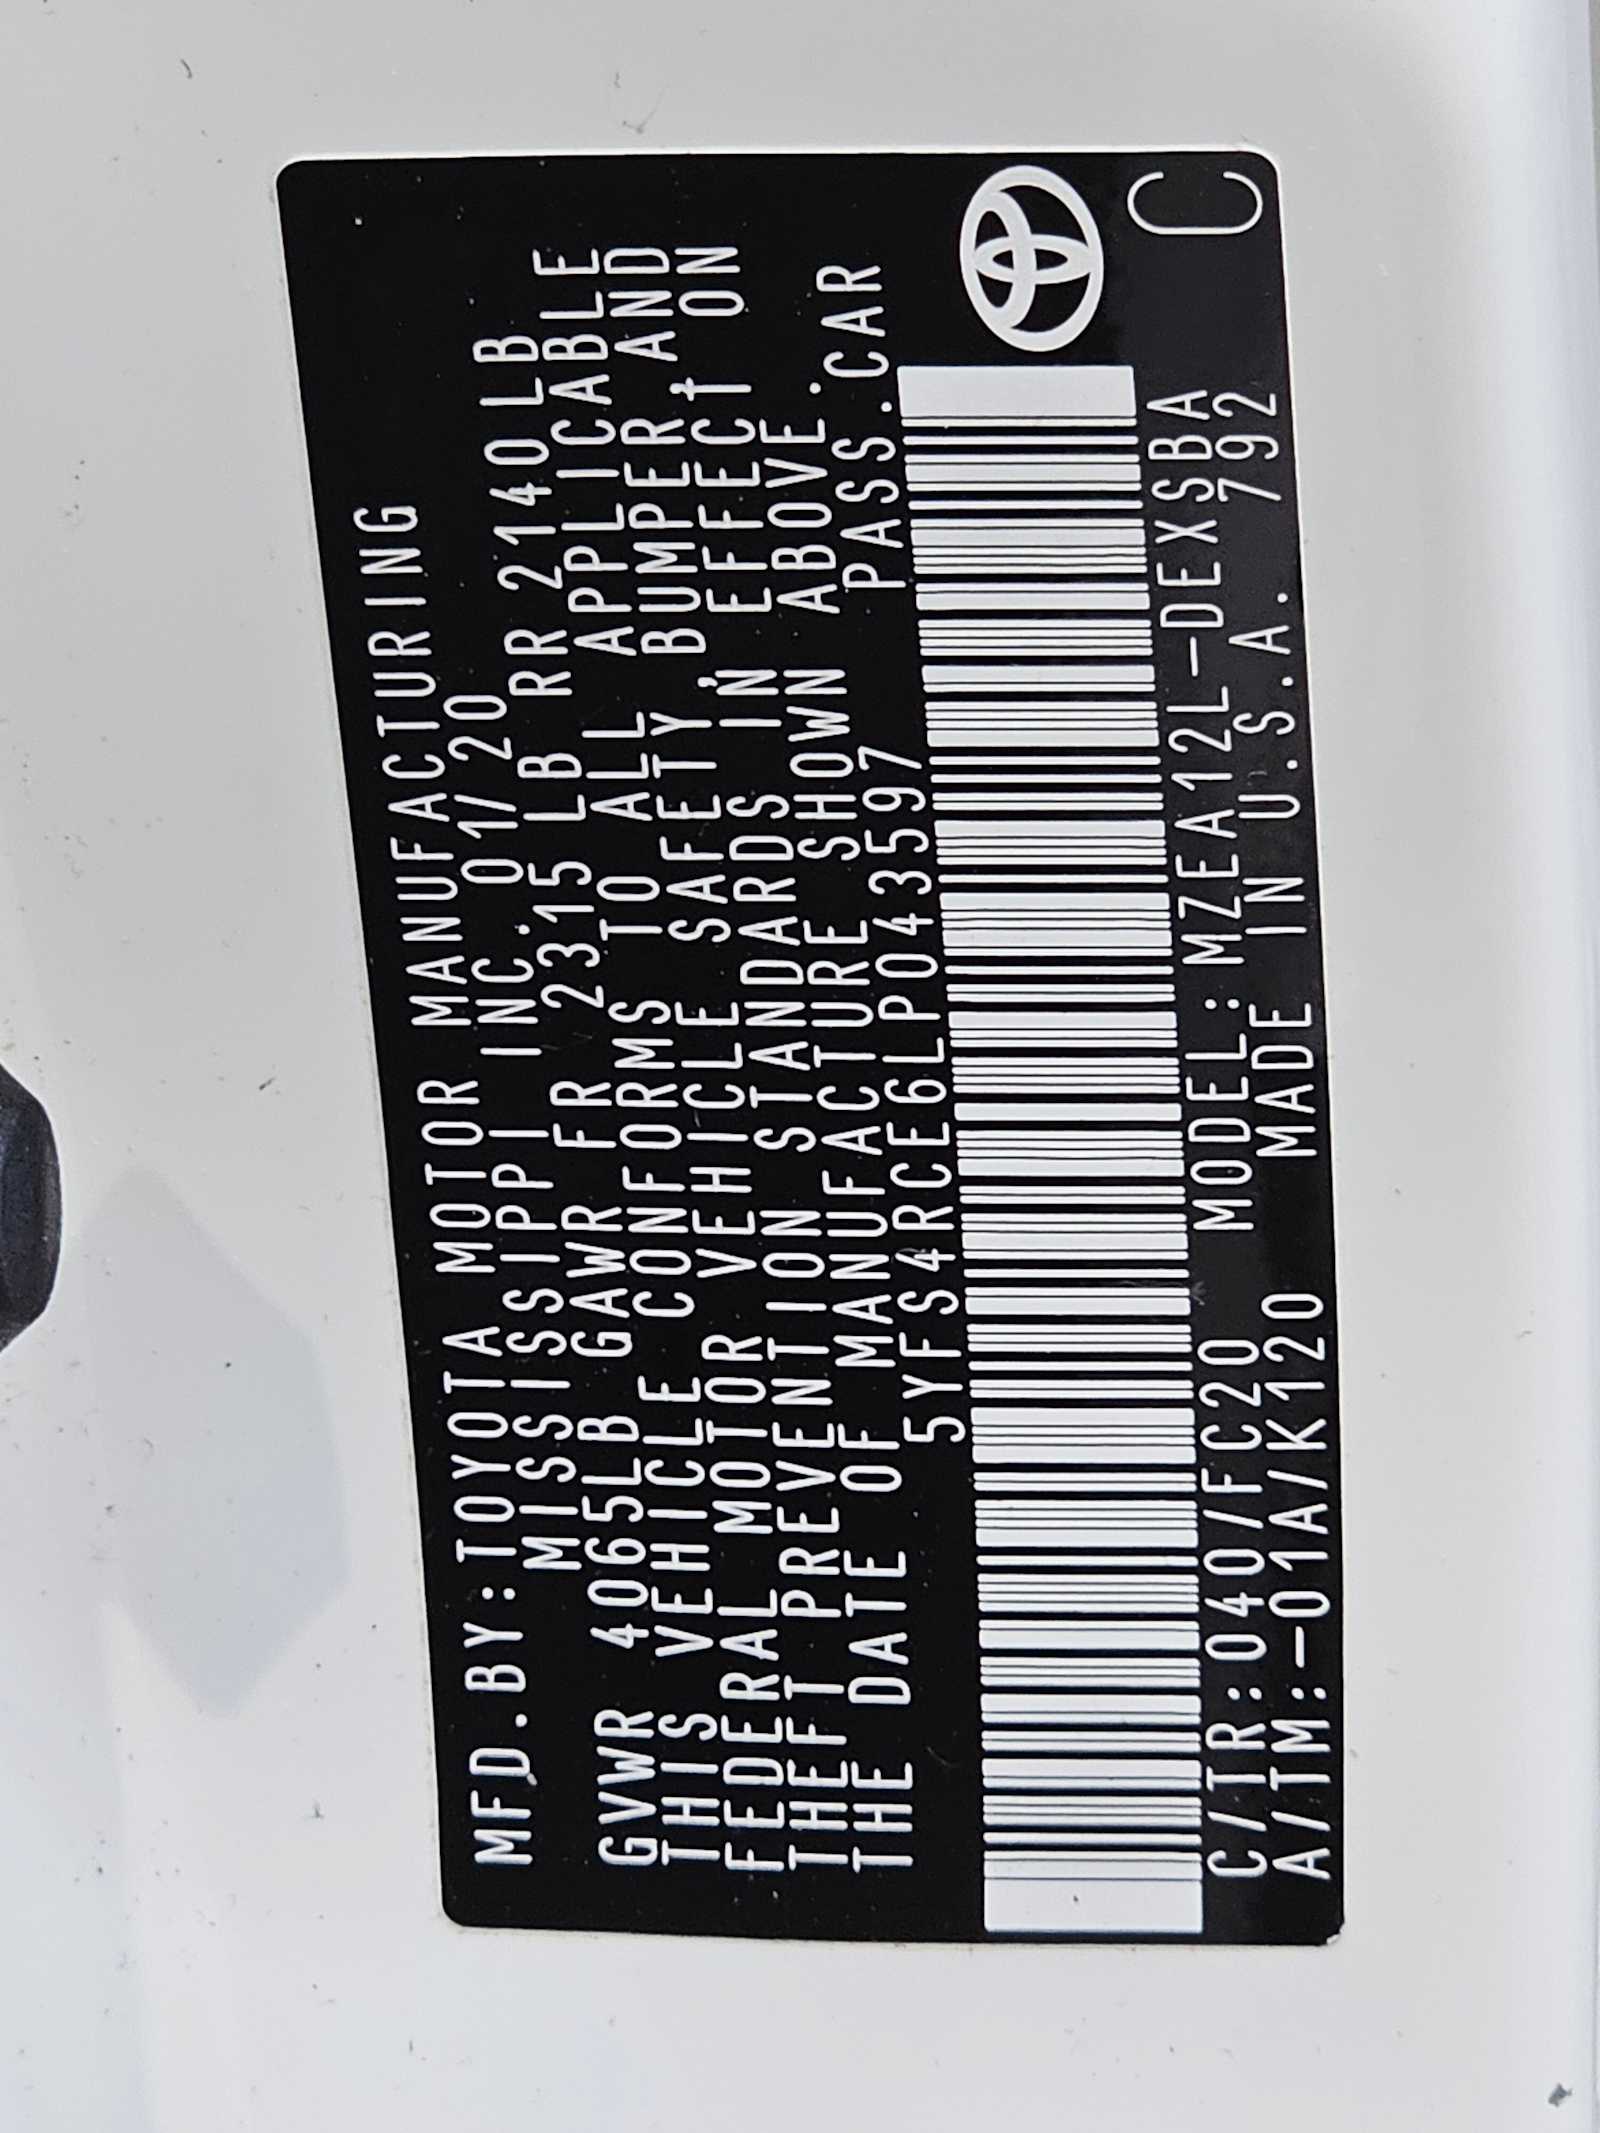 MFD.BY:TOYOTA MOTOR MANUFACTURING
MISSISSIPPI INC. 01/20
GVWR 4065LB GAWR FR 2315 LB RR 2140LB
THIS VEHICLE CONFORMS TO ALL APPLICABLE
FEDERAL MOTOR VEHICLE SAFETY, BUMPER AND
THEFT PREVENTION STANDARDS IN EFFECT ON
THE DATE OF MANUFACTURE SHOWN ABOVE.
5YFS4RCE6LP043597 PASS.CAR
C/TR:040/FC20 MODEL:MZEA12L-DEXSBA
A/TM:-01A/K120 MADE IN U.S.A. 792
C